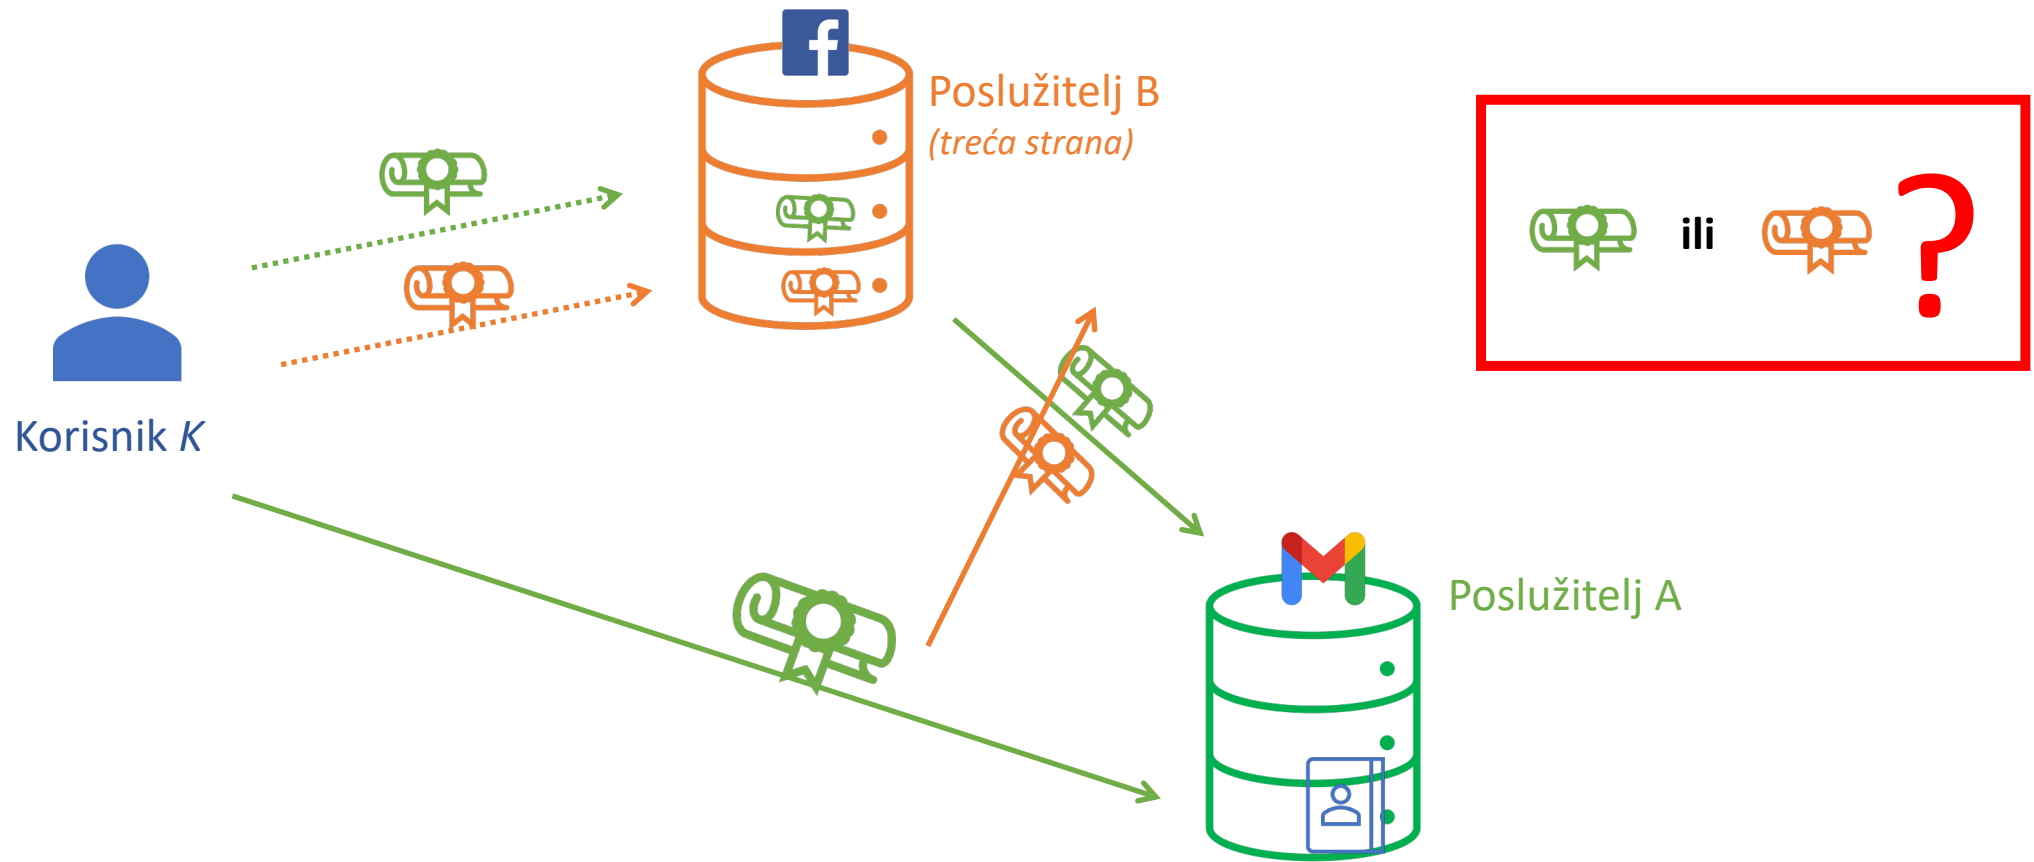 Poslužitelj B
(treća strana)
ili
?
Korisnik K
Poslužitelj A